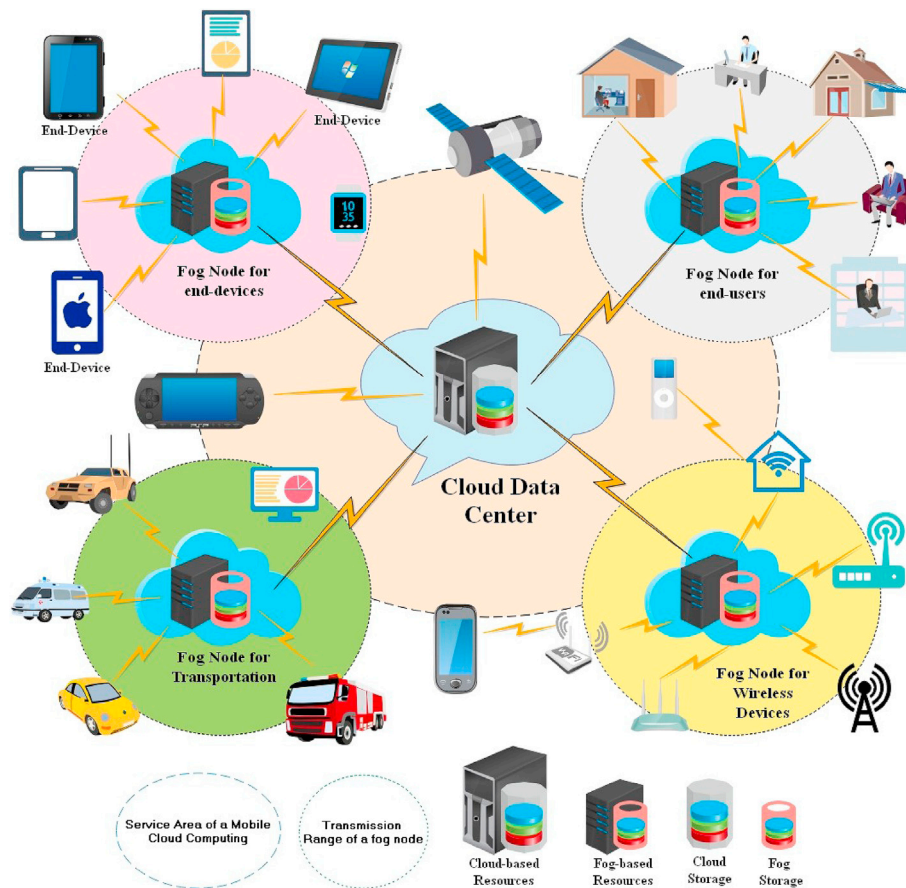 End-Device
End-Device
10
35
Fog Node for
end-devices
Fog Node for
end-users
End-Device
Cloud Data
Center
Fog Node for
Transportation
Fog Node for
Wireless
Devices
Service Area of a Mobile
Cloud Computing
Transmission
Range of a fog node
Cloud-based
Resources
Fog-based
Resources
Cloud
Storage
Fog
Storage